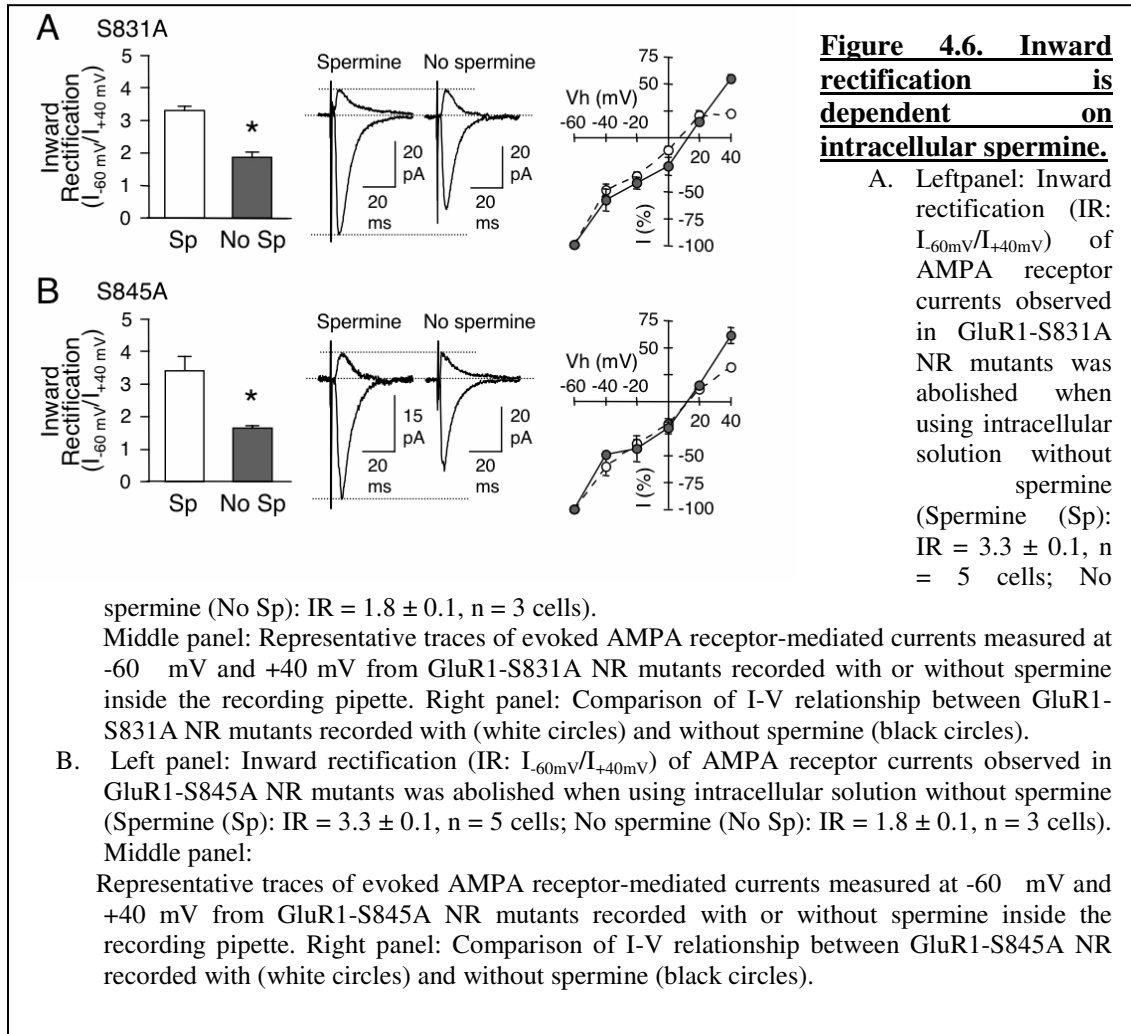 A S831A
Inward
Rectification
(I-60 mV/I+40 mV)
5
4
3
2
1
0
*
Sp No Sp
Spermine No spermine
20
pA
20
ms
20
pA
20
ms
Vh (mV)
-60 -40 -20
75
50
20 40
-50
-75
-100
I (%)
B S845A
Inward
Rectification
(I-60 mV/I+40 mV)
5
4
3
2
1
0
*
Sp No Sp
Spermine No spermine
15
pA
20
ms
20
pA
20
ms
Vh (mV)
-60 -40 -20
75
50
20 40
-50
-75
-100
I (%)
Figure 4.6. Inward
rectification is
dependent on
intracellular spermine.
A. Leftpanel: Inward
rectification (IR:
I-60mV/I+40mV) of
AMPA receptor
currents observed
in GluR1-S831A
NR mutants was
abolished when
using intracellular
solution without
spermine
(Spermine (Sp):
IR = 3.3 ± 0.1, n
= 5 cells; No
spermine (No Sp): IR = 1.8 ± 0.1, n = 3 cells).
Middle panel: Representative traces of evoked AMPA receptor-mediated currents measured at
-60 mV and +40 mV from GluR1-S831A NR mutants recorded with or without spermine
inside the recording pipette. Right panel: Comparison of I-V relationship between GluR1-
S831A NR mutants recorded with (white circles) and without spermine (black circles).
B. Left panel: Inward rectification (IR: I-60mV/I+40mV) of AMPA receptor currents observed in
GluR1-S845A NR mutants was abolished when using intracellular solution without spermine
(Spermine (Sp): IR = 3.3 ± 0.1, n = 5 cells; No spermine (No Sp): IR = 1.8 ± 0.1, n = 3 cells).
Middle panel:
Representative traces of evoked AMPA receptor-mediated currents measured at -60 mV and
+40 mV from GluR1-S845A NR mutants recorded with or without spermine inside the
recording pipette. Right panel: Comparison of I-V relationship between GluR1-S845A NR
recorded with (white circles) and without spermine (black circles).